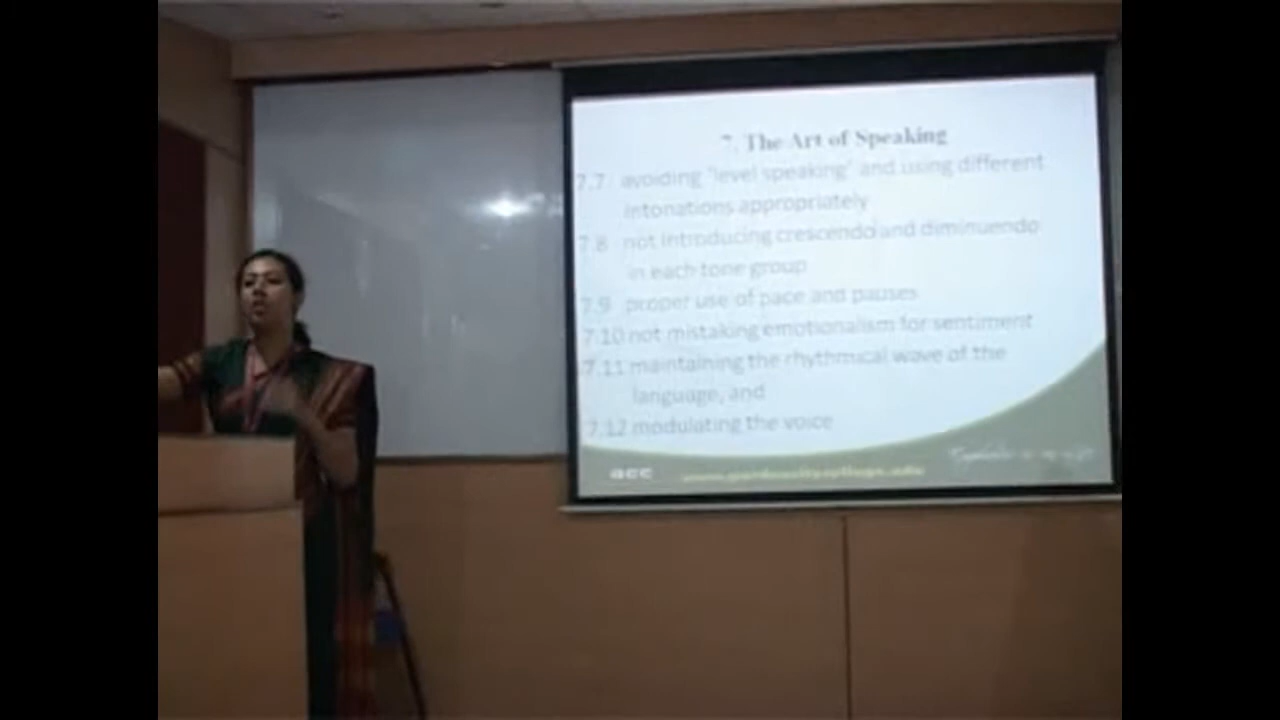 7. The Art of Speaking
7.7 avoiding 'level speaking' and using different
intonations appropriately
7.8 not introducing crescendo and diminuendo
in each tone group
7.9 proper use of pace and pauses
7.10 not mistaking emotionalism for sentiment
7.11 maintaining the rhythmical wave of the
language, and
7.12 modulating the voice
acc